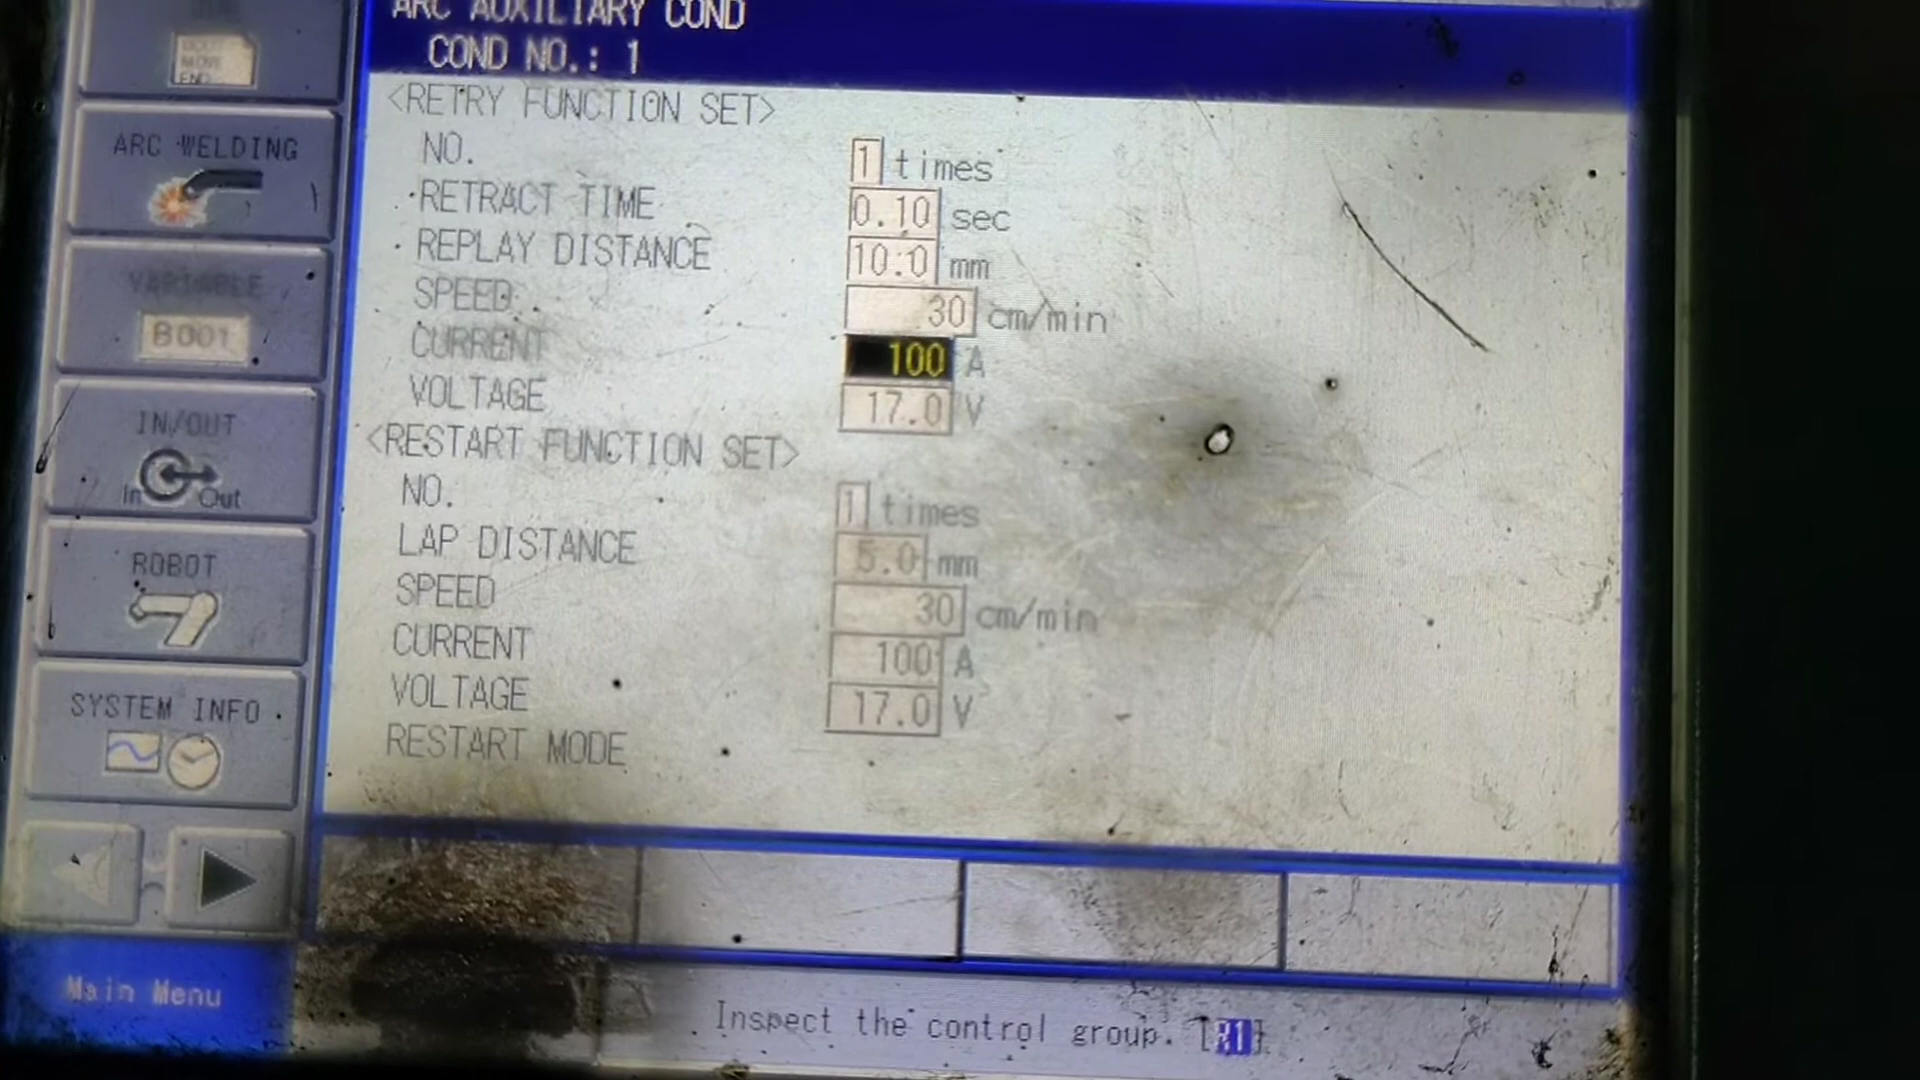 ARC AUXILIARY COND
COND NO.: 1
<RETRY FUNCTION SET>
NO. 1 times
RETRACT TIME 0.10 sec
REPLAY DISTANCE 10.0 mm
SPEED 30 cm/min
CURRENT 100 A
VOLTAGE 17.0 V
<RESTART FUNCTION SET>
NO. 1 times
LAP DISTANCE 5.0 mm
SPEED 30 cm/min
CURRENT 100 A
VOLTAGE 17.0 V
RESTART MODE
MOVE
END
ARC WELDING
VARIABLE
B001
IN/OUT
In Out
ROBOT
SYSTEM INFO
Main Menu
Inspect the control group.